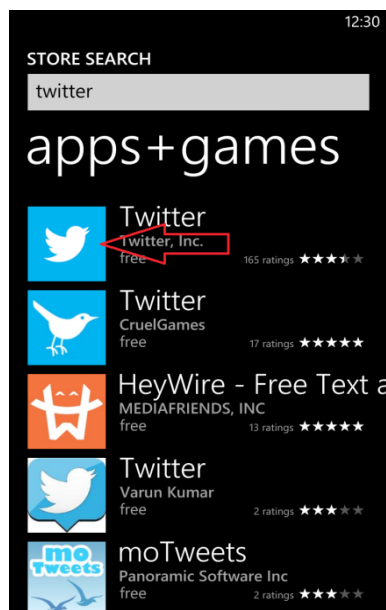 12:30
STORE SEARCH
twitter
apps+games
Twitter
Twitter, Inc.
free 165 ratings
Twitter
CruelGames
free 17 ratings
HeyWire - Free Text a
MEDIAFRIENDS, INC
free 13 ratings
Twitter
Varun Kumar
free 2 ratings
mo
Tweets
moTweets
Panoramic Software Inc
free 2 ratings